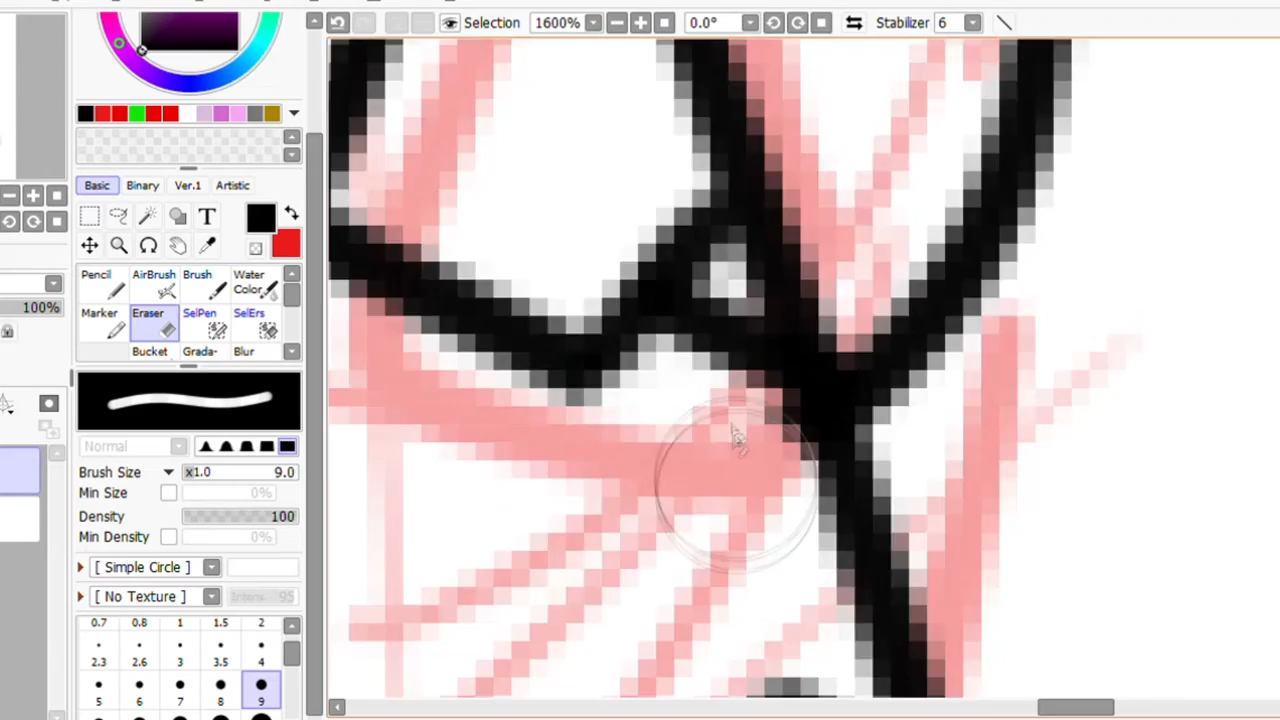 Selection 1600% 0.0° Stabilizer 6
Basic Binary Ver.1 Artistic
T
100%
Pencil AirBrush Brush Water Color
Marker Eraser SelPen SelErs
Bucket Grada- Blur
Normal
Brush Size x1.0 9.0
Min Size 0%
Density 100
Min Density 0%
[ Simple Circle ]
[ No Texture ] Intens. 95
0.7 0.8 1 1.5 2
2.3 2.6 3 3.5 4
5 6 7 8 9